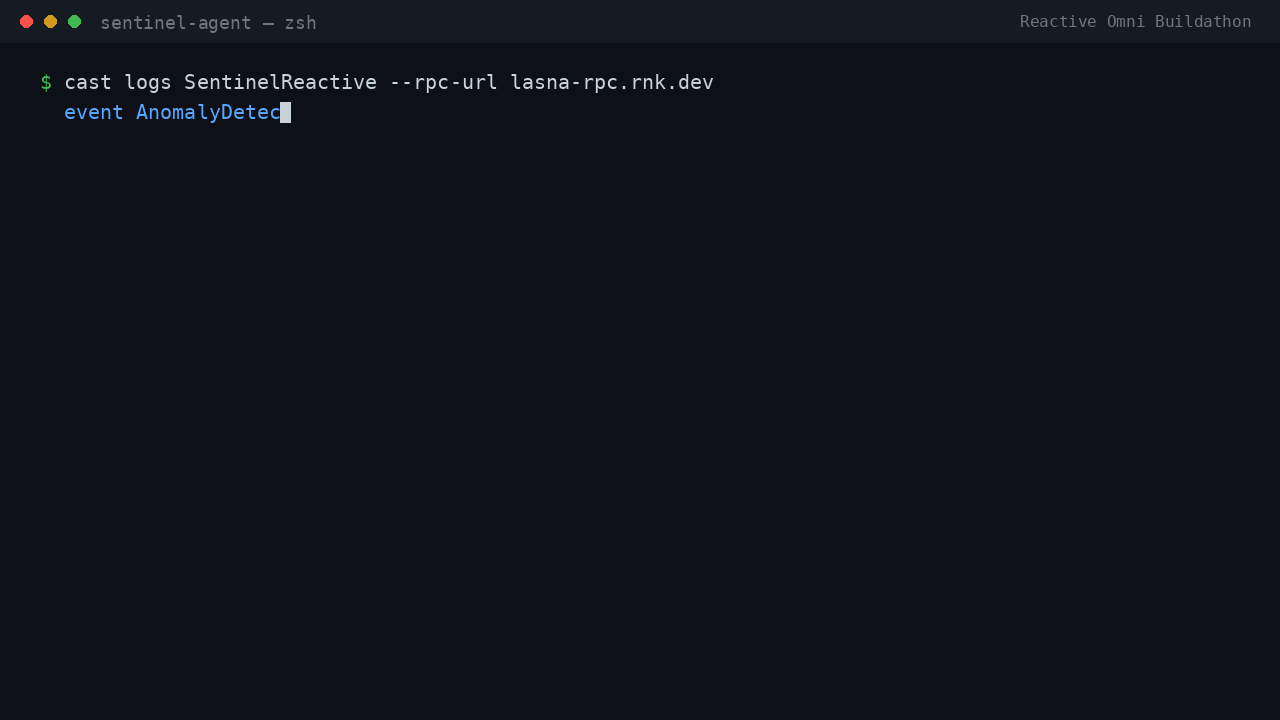 sentinel-agent — zsh
Reactive Omni Buildathon
$ cast logs SentinelReactive --rpc-url lasna-rpc.rnk.dev
event AnomalyDetec